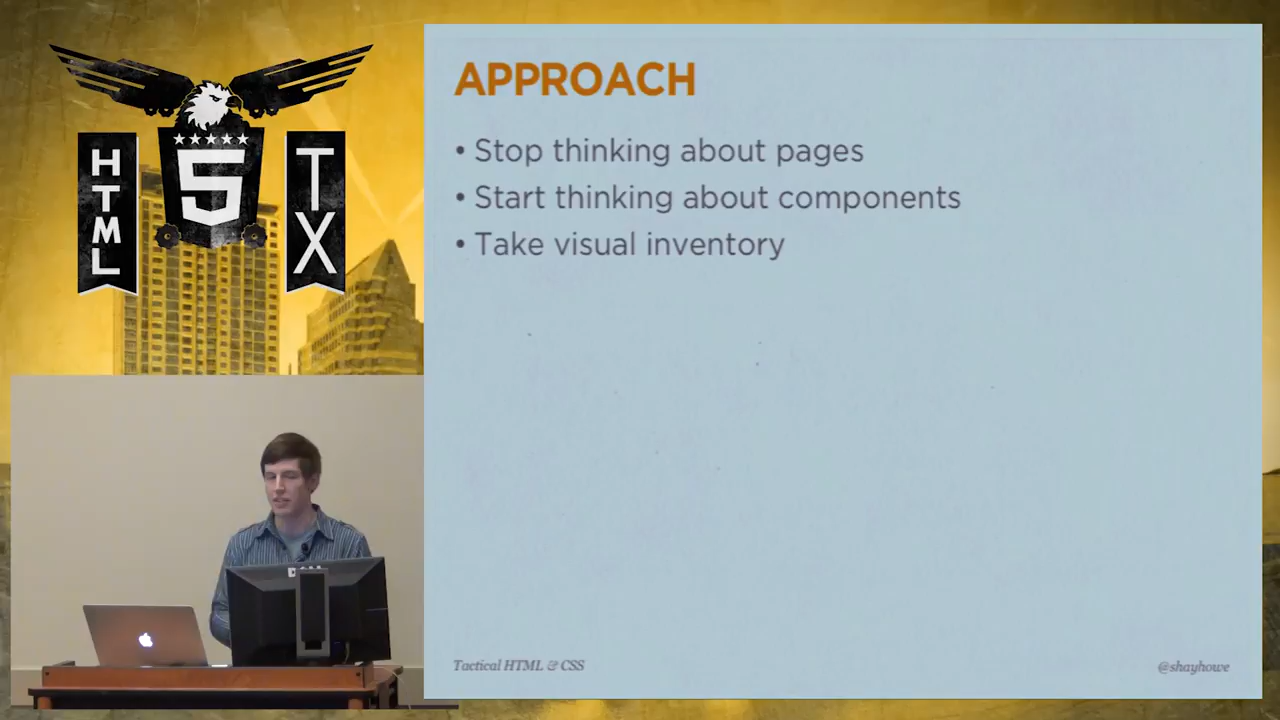 HTML
5
TX
APPROACH
• Stop thinking about pages
• Start thinking about components
• Take visual inventory
Tactical HTML & CSS
@shayhowe